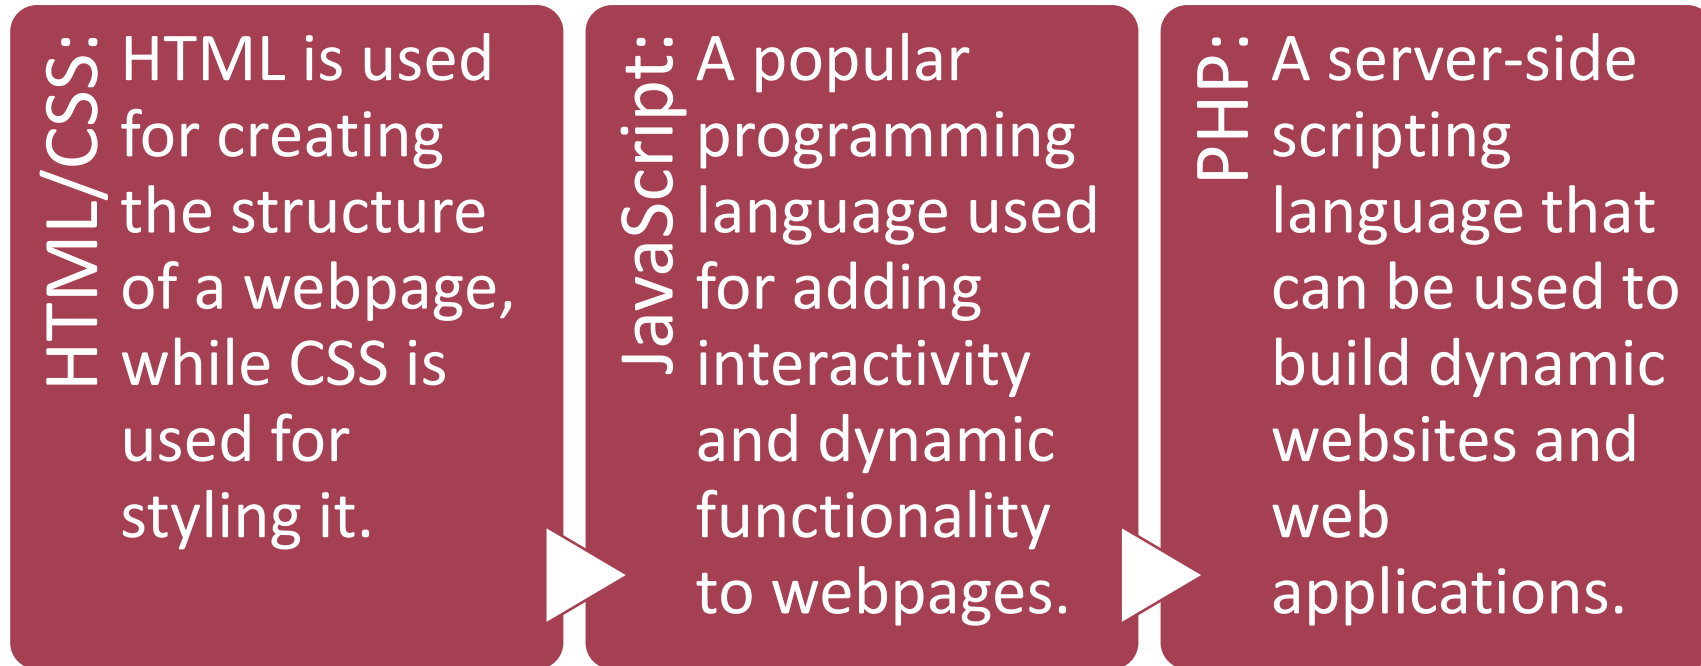 HTML/CSS:
HTML is used
for creating
the structure
of a webpage,
while CSS is
used for
styling it.
JavaScript:
A popular
programming
language used
for adding
interactivity
and dynamic
functionality
to webpages.
PHP:
A server-side
scripting
language that
can be used to
build dynamic
websites and
web
applications.